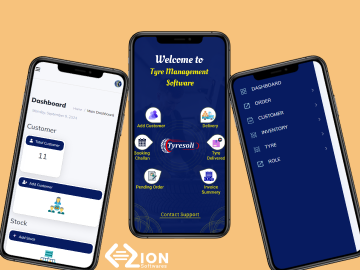 Dashboard
Home / Main Dashboard
Customer
Total Customer
11
Add Customer
Stock
Add Stock
Welcome to
Tyre Management
Software
Add Customer
Delivery
Booking
Challan
Tyresoli
Tyre
Delivered
Pending Order
Invoice
Summery
Contact Support
DASHBOARD
ORDER
CUSTOMER
INVENTORY
TYRE
ROLE
ZION
Softwares